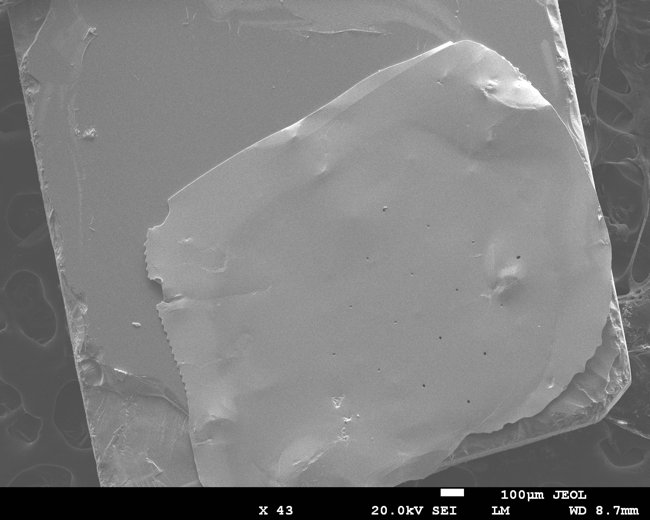 100µm JEOL
X 43 20.0kV SEI LM WD 8.7mm